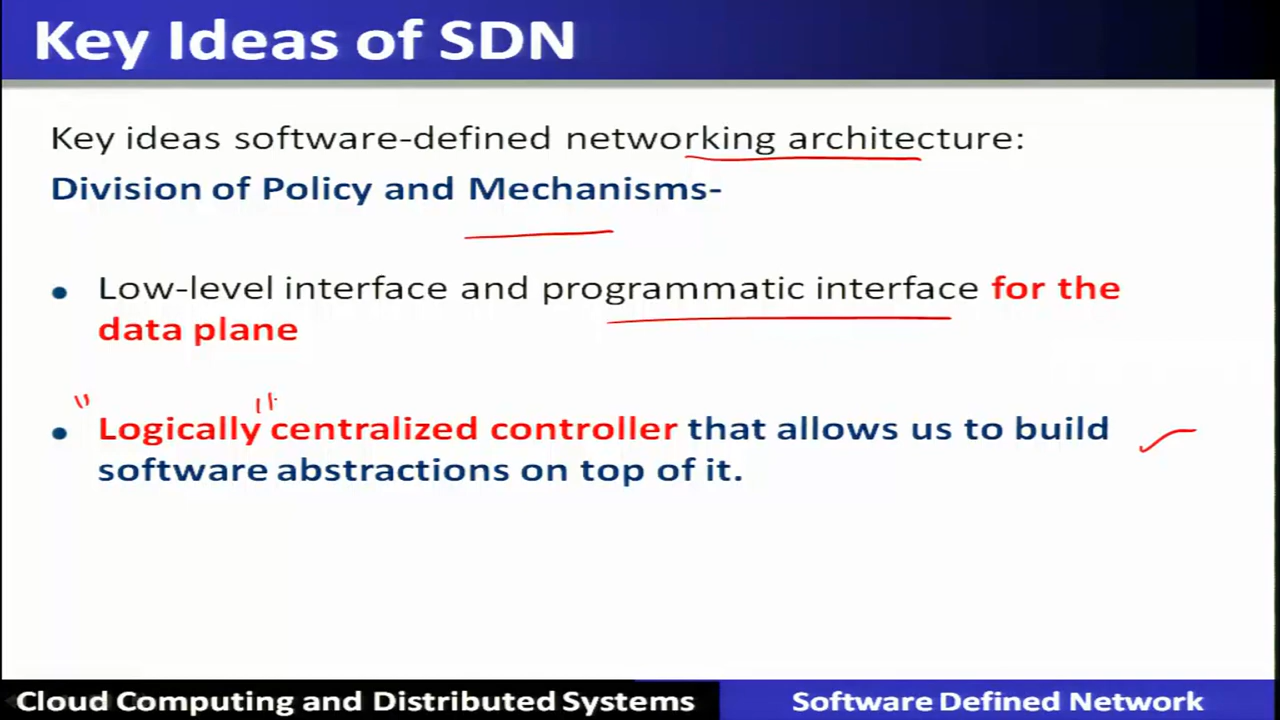 Key Ideas of SDN
Key ideas software-defined networking architecture:
Division of Policy and Mechanisms-
• Low-level interface and programmatic interface for the
data plane
• "Logically" centralized controller that allows us to build
software abstractions on top of it.
Cloud Computing and Distributed Systems
Software Defined Network